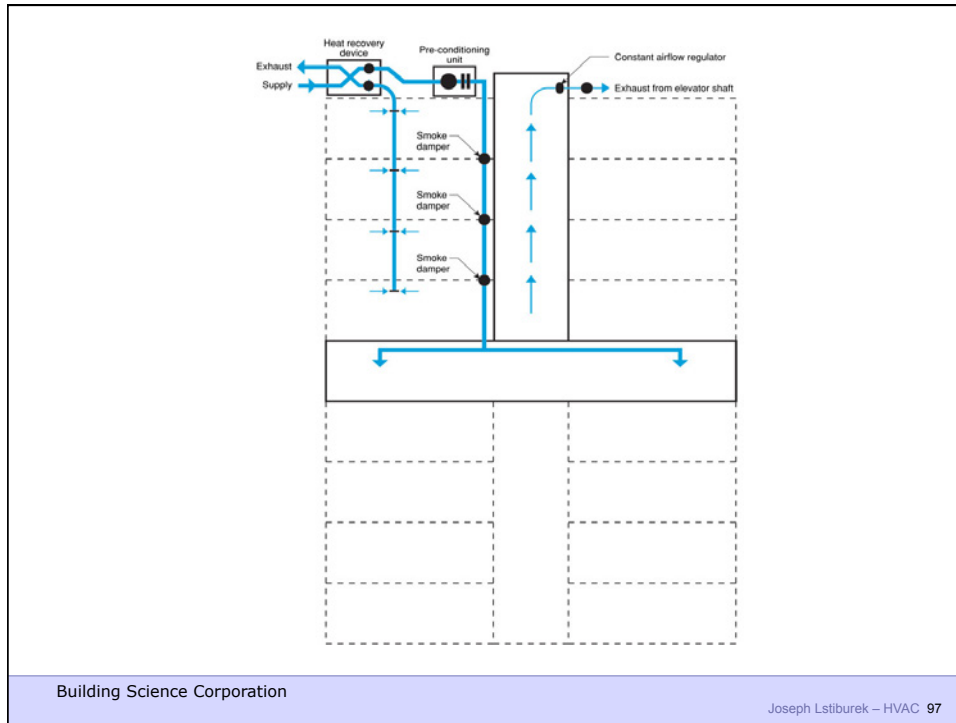 Heat recovery
device
Pre-conditioning
unit
Constant airflow regulator
Exhaust
Supply
Exhaust from elevator shaft
Smoke
damper
Smoke
damper
Smoke
damper
Building Science Corporation
Joseph Lstiburek – HVAC 97